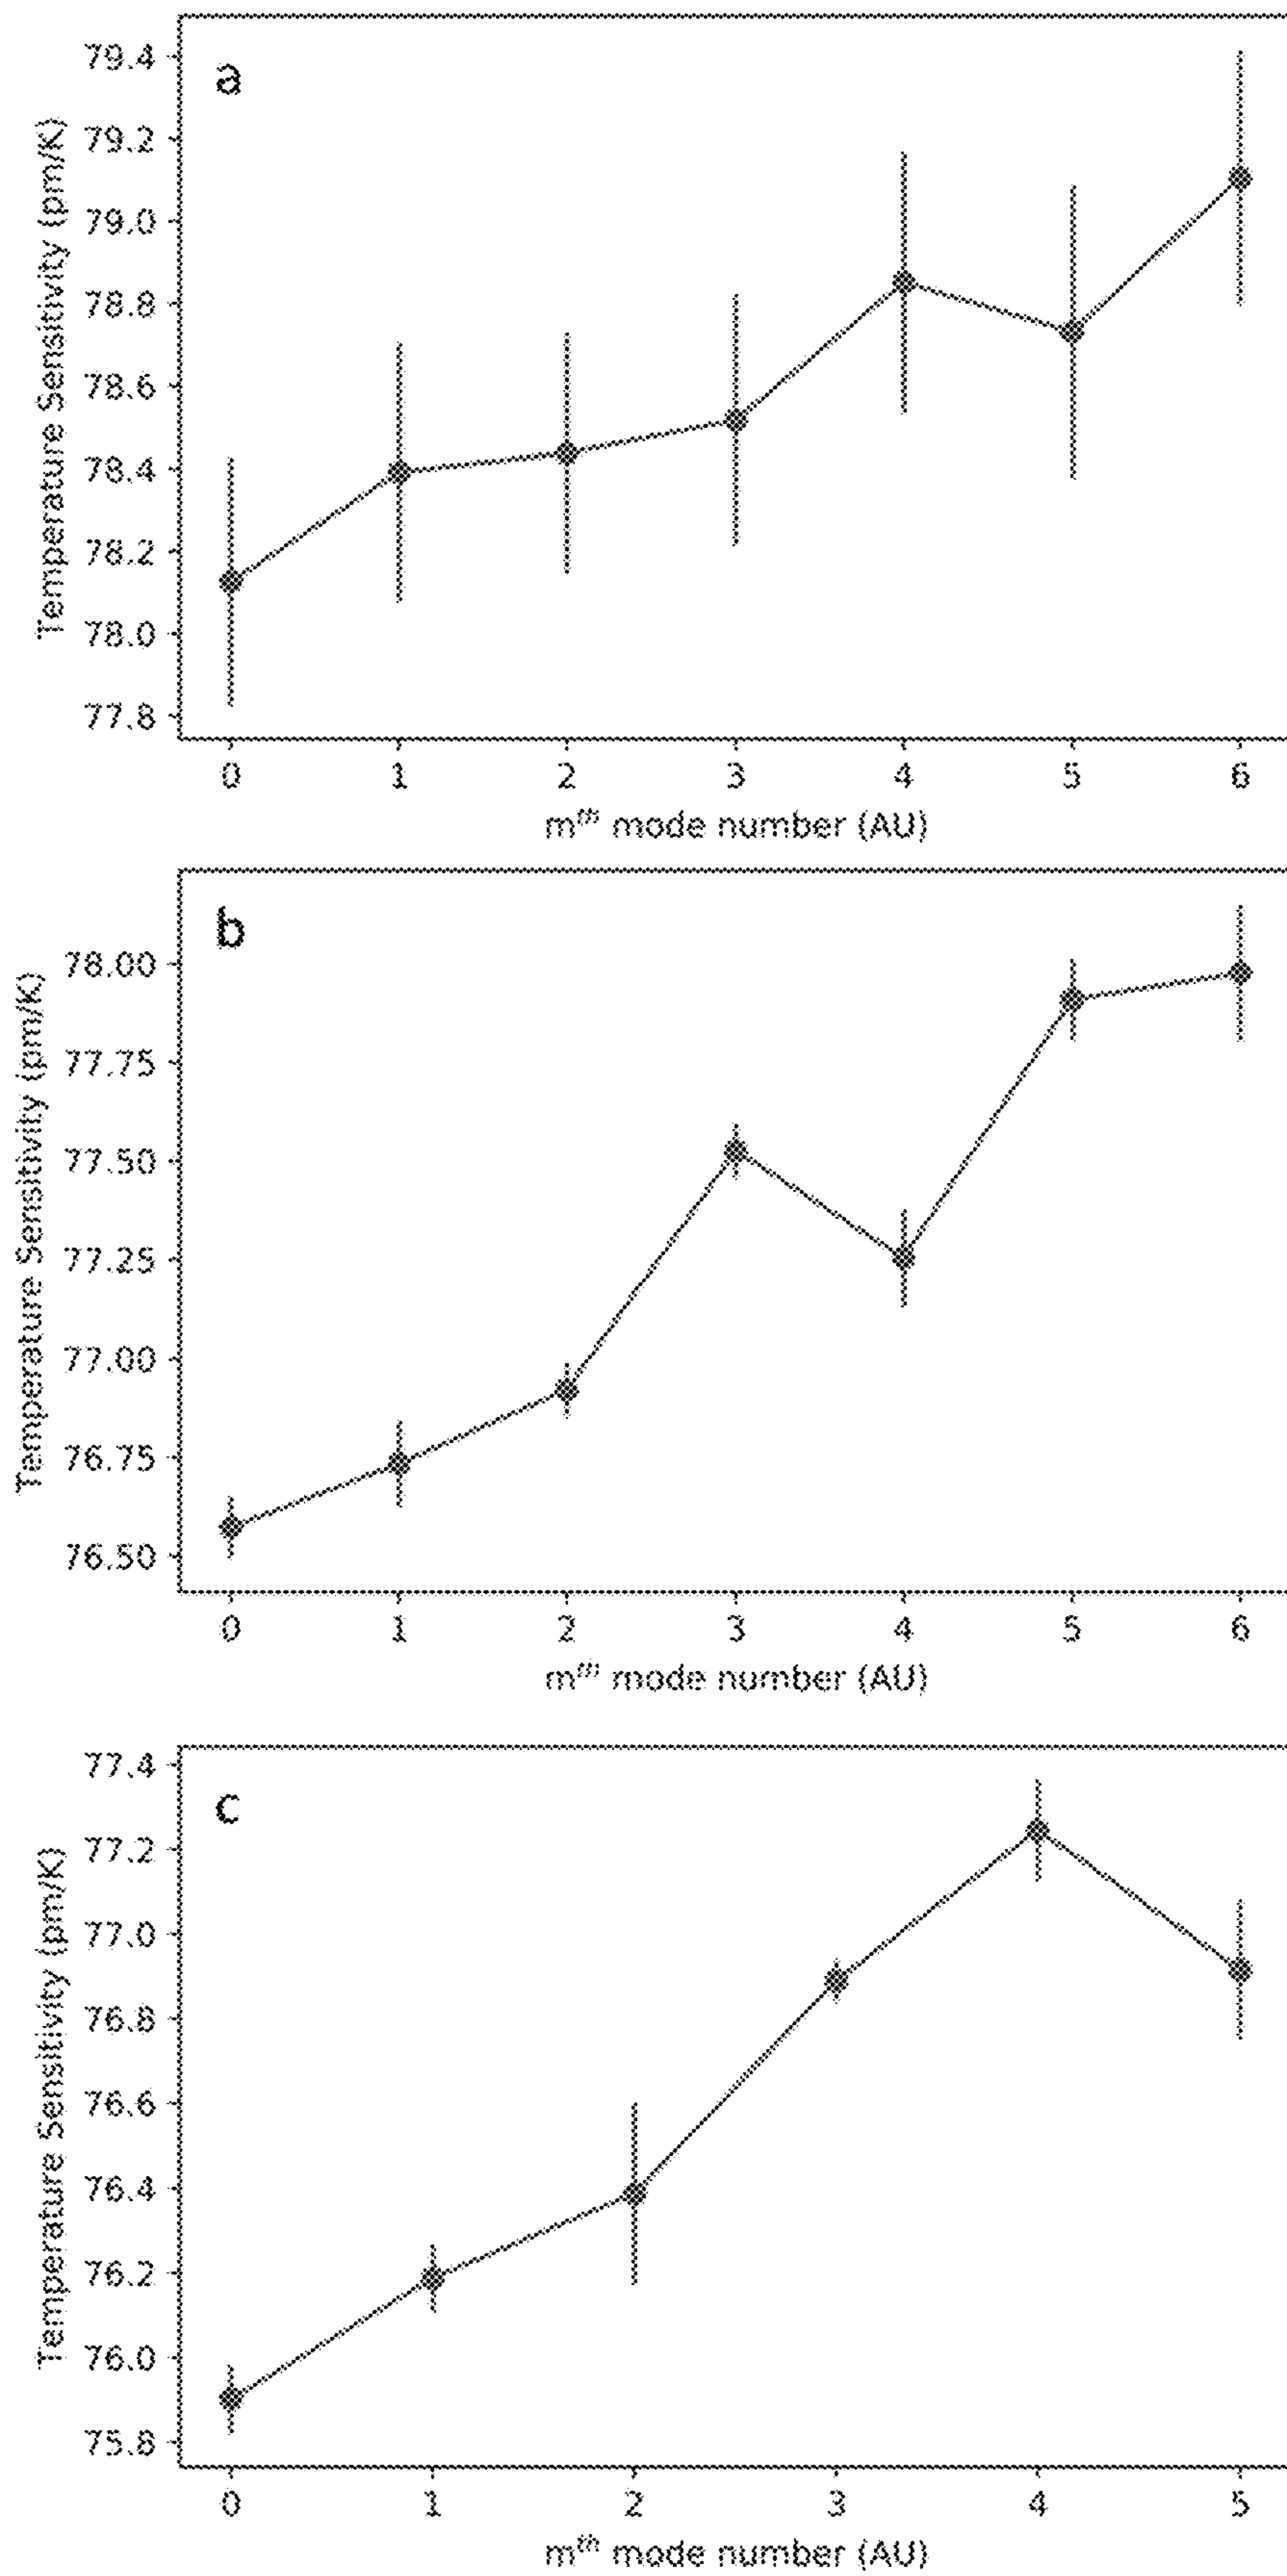 a
Temperature Sensitivity (pm/K)
79.4
79.2
79.0
78.8
78.6
78.4
78.2
78.0
77.8
0 1 2 3 4 5 6
mth mode number (AU)
b
Temperature Sensitivity (pm/K)
78.00
77.75
77.50
77.25
77.00
76.75
76.50
0 1 2 3 4 5 6
mth mode number (AU)
c
Temperature Sensitivity (pm/K)
77.4
77.2
77.0
76.8
76.6
76.4
76.2
76.0
75.8
0 1 2 3 4 5
mth mode number (AU)